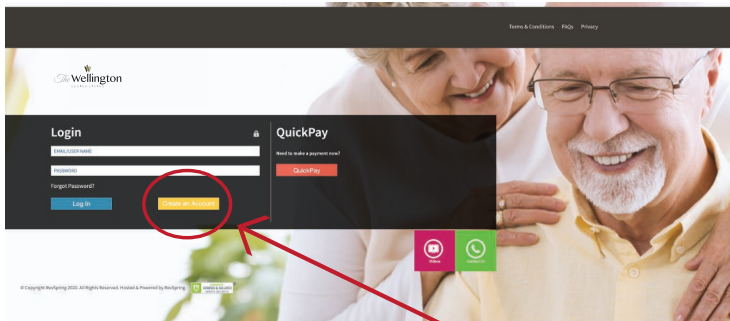 Terms & Conditions FAQs Privacy
The Wellington
Login
EMAIL/USER NAME
PASSWORD
Forgot Password?
Log In
Create an Account
QuickPay
Need to make a payment now?
QuickPay
Videos
Contact Us
© Copyright RevSpring 2020. All Rights Reserved. Hosted & Powered by RevSpring.